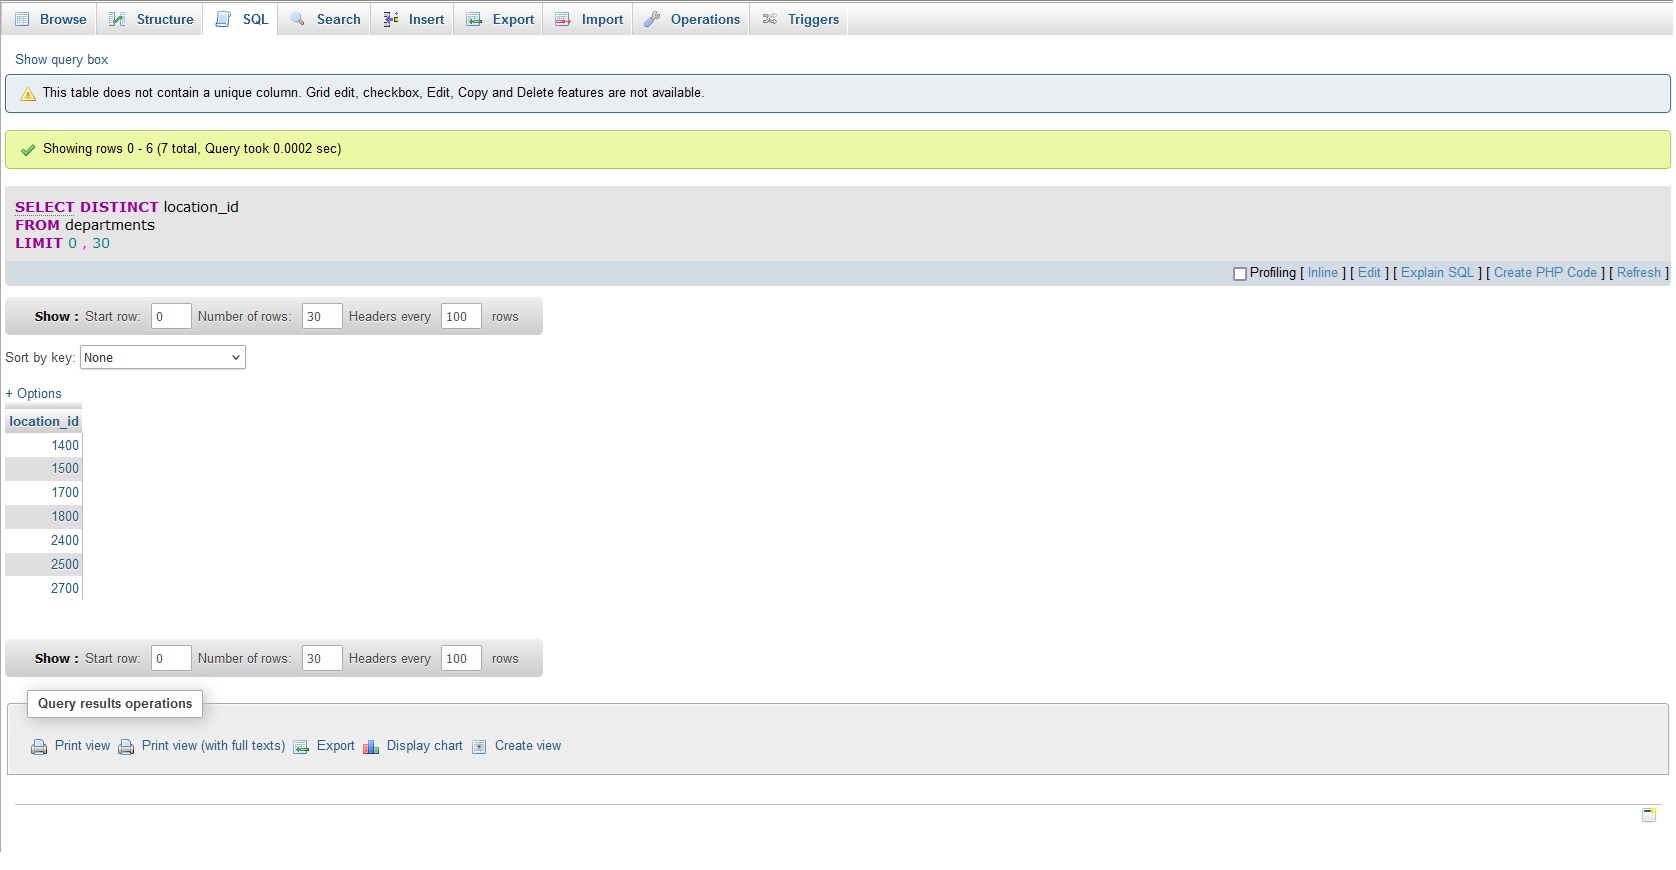 Browse Structure SQL Search Insert Export Import Operations Triggers
Show query box
This table does not contain a unique column. Grid edit, checkbox, Edit, Copy and Delete features are not available.
Showing rows 0 - 6 (7 total, Query took 0.0002 sec)
SELECT DISTINCT location_id
FROM departments
LIMIT 0 , 30
Profiling [ Inline ] [ Edit ] [ Explain SQL ] [ Create PHP Code ] [ Refresh ]
Show : Start row: 0 Number of rows: 30 Headers every 100 rows
Sort by key: None
+ Options
location_id
1400
1500
1700
1800
2400
2500
2700
Show : Start row: 0 Number of rows: 30 Headers every 100 rows
Query results operations
Print view Print view (with full texts) Export Display chart Create view